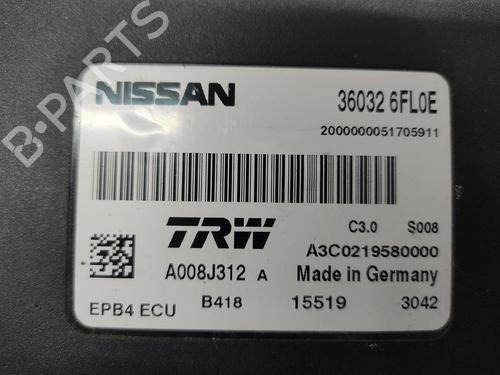 B-PARTS
NISSAN 36032 6FL0E
2000000051705911
TRW C3.0 S008
A3C0219580000
A008J312 A Made in Germany
EPB4 ECU B418 15519 3042